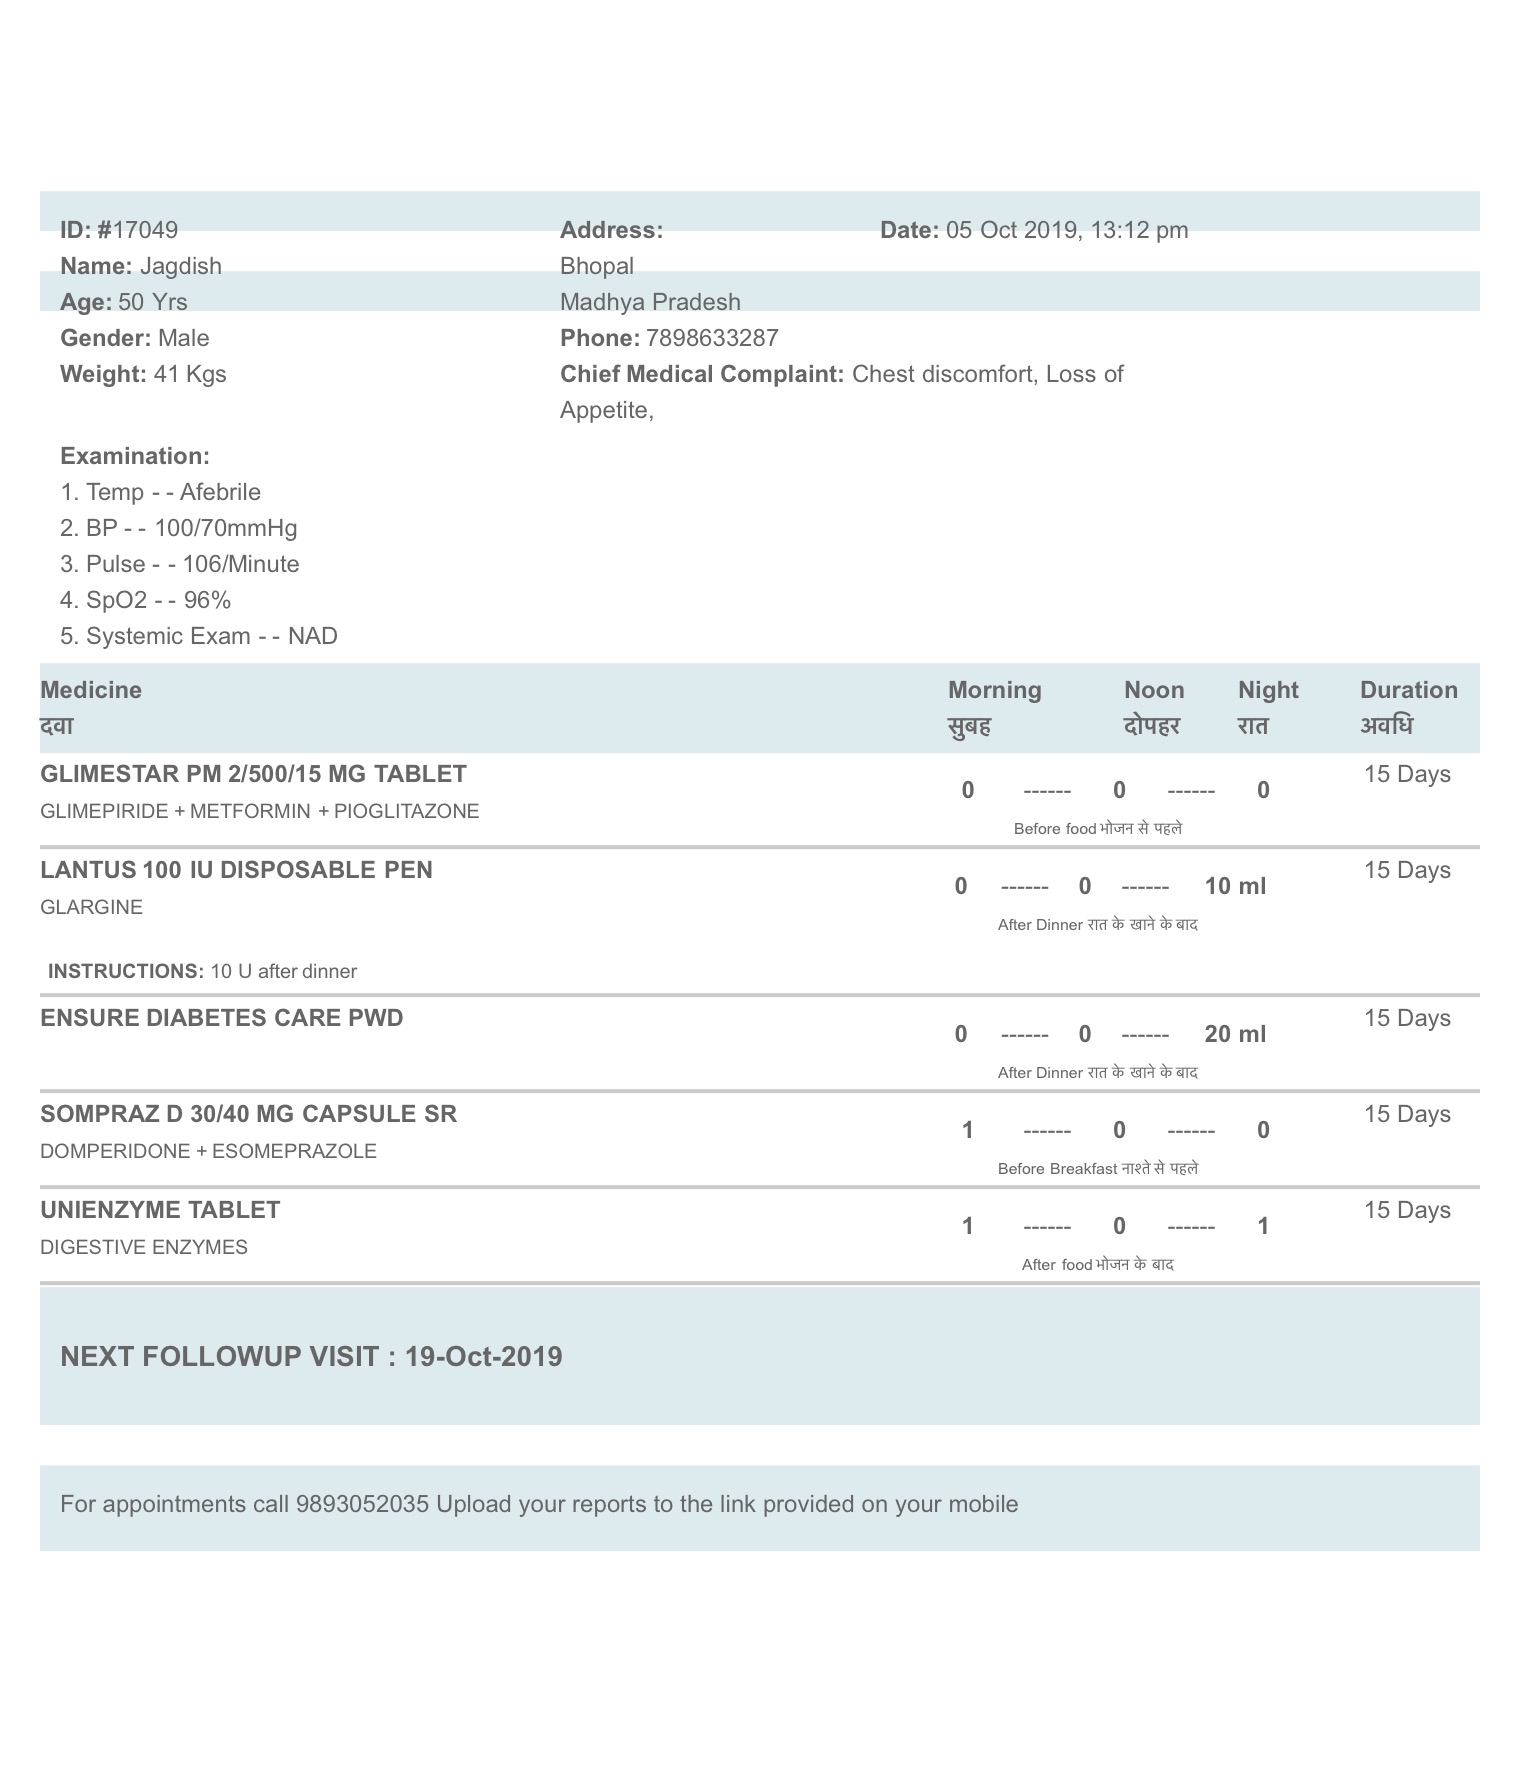 ID: #17049 Address: Date: 05 Oct 2019, 13:12 pm
Name: Jagdish Bhopal
Age: 50 Yrs Madhya Pradesh
Gender: Male Phone: 7898633287
Weight: 41 Kgs Chief Medical Complaint: Chest discomfort, Loss of
Appetite,
Examination:
1. Temp - - Afebrile
2. BP - - 100/70mmHg
3. Pulse - - 106/Minute
4. SpO2 - - 96%
5. Systemic Exam - - NAD
Medicine Morning Noon Night Duration
दवा सुबह दोपहर रात अवधि
GLIMESTAR PM 2/500/15 MG TABLET 15 Days
0 ------ 0 ------ 0
GLIMEPIRIDE + METFORMIN + PIOGLITAZONE
Before food भोजन से पहले
LANTUS 100 IU DISPOSABLE PEN 15 Days
0 ------ 0 ------ 10 ml
GLARGINE
After Dinner रात के खाने के बाद
INSTRUCTIONS: 10 U after dinner
ENSURE DIABETES CARE PWD 15 Days
0 ------ 0 ------ 20 ml
After Dinner रात के खाने के बाद
SOMPRAZ D 30/40 MG CAPSULE SR 15 Days
1 ------ 0 ------ 0
DOMPERIDONE + ESOMEPRAZOLE
Before Breakfast नाश्ते से पहले
UNIENZYME TABLET 15 Days
1 ------ 0 ------ 1
DIGESTIVE ENZYMES
After food भोजन के बाद
NEXT FOLLOWUP VISIT : 19-Oct-2019
For appointments call 9893052035 Upload your reports to the link provided on your mobile